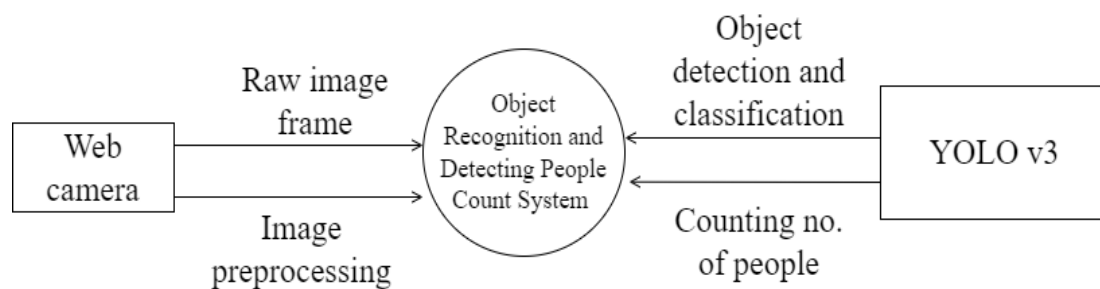 Web
camera
Raw image
frame
Image
preprocessing
Object
Recognition and
Detecting People
Count System
Object
detection and
classification
Counting no.
of people
YOLO v3